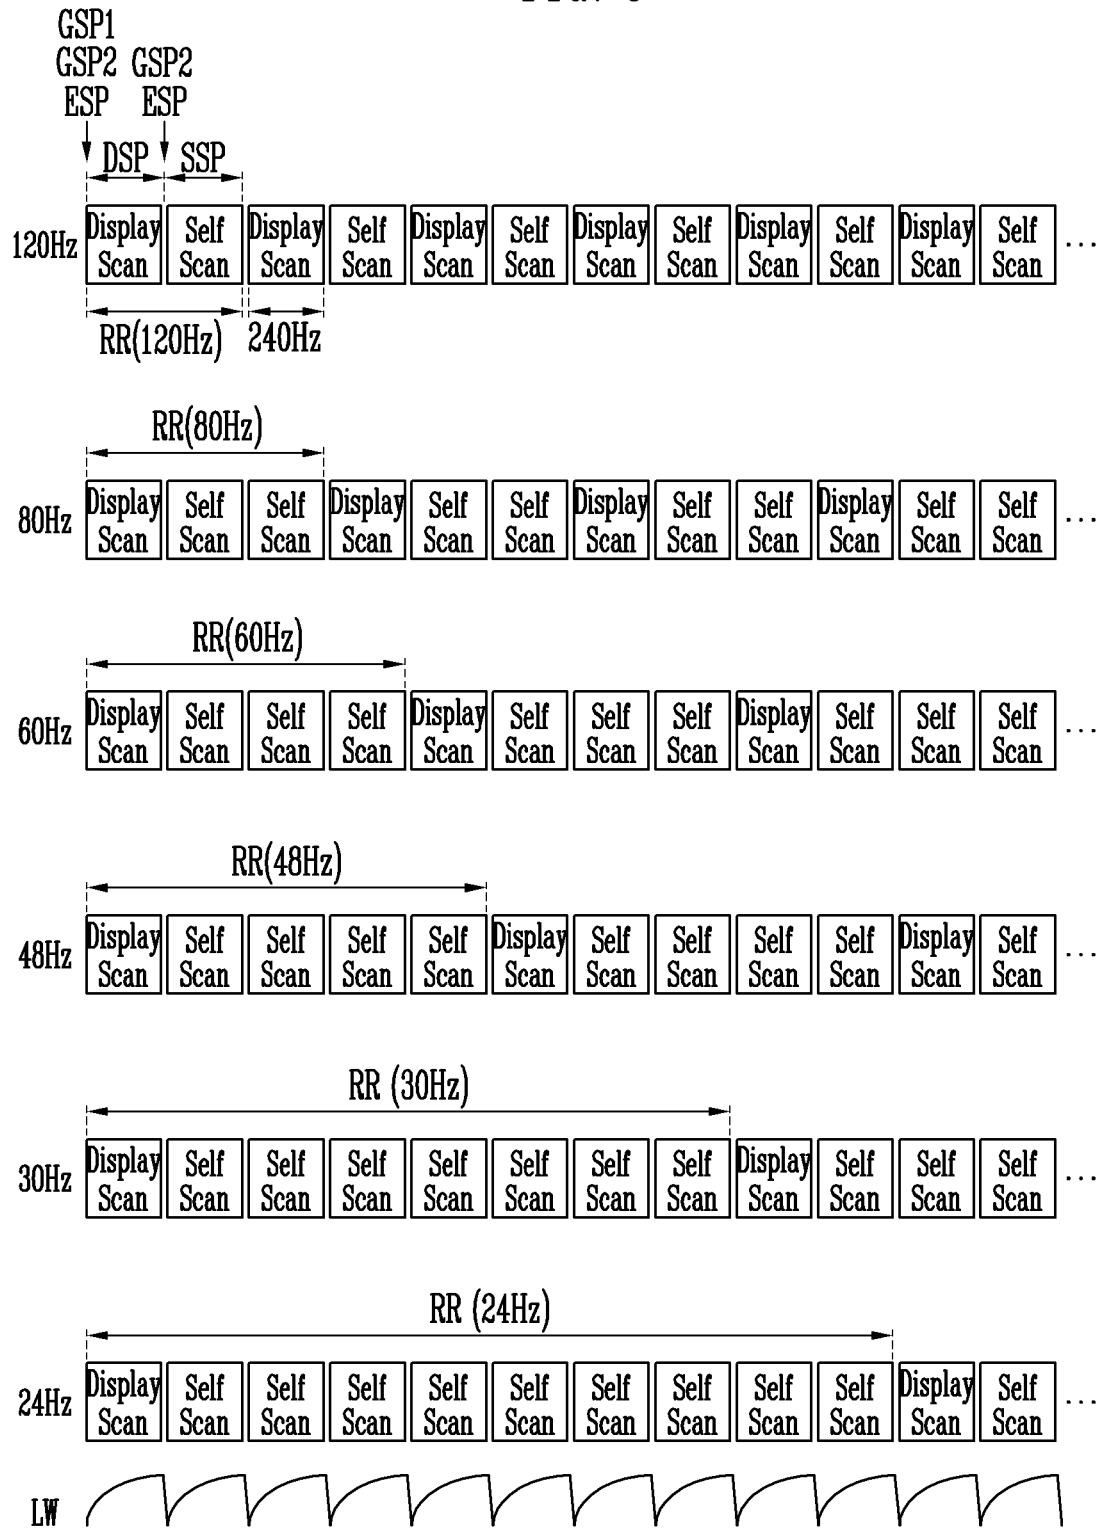 GSP1
GSP2 GSP2
ESP ESP
DSP SSP
120Hz Display Scan Self Scan Display Scan Self Scan Display Scan Self Scan Display Scan Self Scan Display Scan Self Scan Display Scan Self Scan ...
RR(120Hz) 240Hz
RR(80Hz)
80Hz Display Scan Self Scan Self Scan Display Scan Self Scan Self Scan Display Scan Self Scan Self Scan Display Scan Self Scan Self Scan ...
RR(60Hz)
60Hz Display Scan Self Scan Self Scan Self Scan Display Scan Self Scan Self Scan Self Scan Display Scan Self Scan Self Scan Self Scan ...
RR(48Hz)
48Hz Display Scan Self Scan Self Scan Self Scan Self Scan Display Scan Self Scan Self Scan Self Scan Self Scan Display Scan Self Scan ...
RR (30Hz)
30Hz Display Scan Self Scan Self Scan Self Scan Self Scan Self Scan Self Scan Self Scan Display Scan Self Scan Self Scan Self Scan ...
RR (24Hz)
24Hz Display Scan Self Scan Self Scan Self Scan Self Scan Self Scan Self Scan Self Scan Self Scan Self Scan Display Scan Self Scan ...
LW